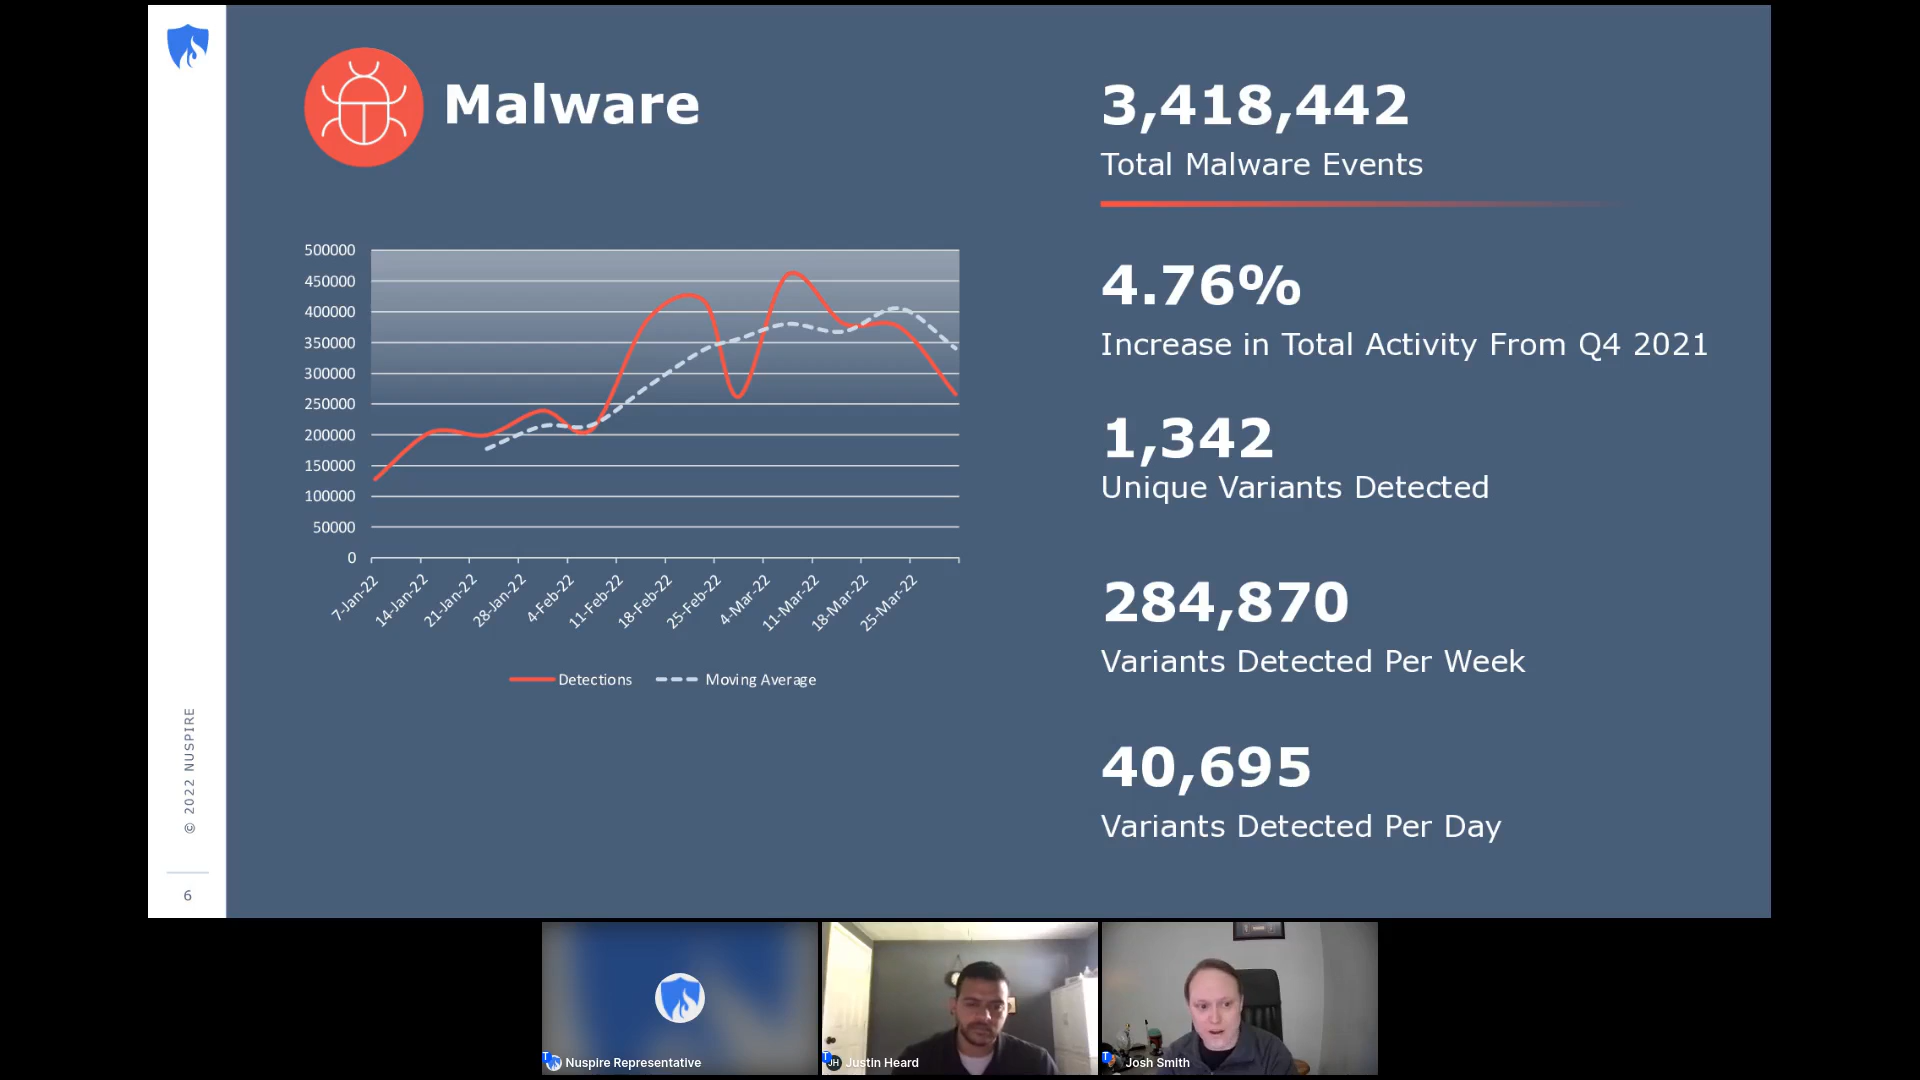 Malware
3,418,442
Total Malware Events
4.76%
Increase in Total Activity From Q4 2021
1,342
Unique Variants Detected
284,870
Variants Detected Per Week
40,695
Variants Detected Per Day
500000
450000
400000
350000
300000
250000
200000
150000
100000
50000
0
7-Jan-22
14-Jan-22
21-Jan-22
28-Jan-22
4-Feb-22
11-Feb-22
18-Feb-22
25-Feb-22
4-Mar-22
11-Mar-22
18-Mar-22
25-Mar-22
Detections
Moving Average
© 2022 NUSPIRE
6
T
Nuspire Representative
T
JH
Justin Heard
T
Josh Smith